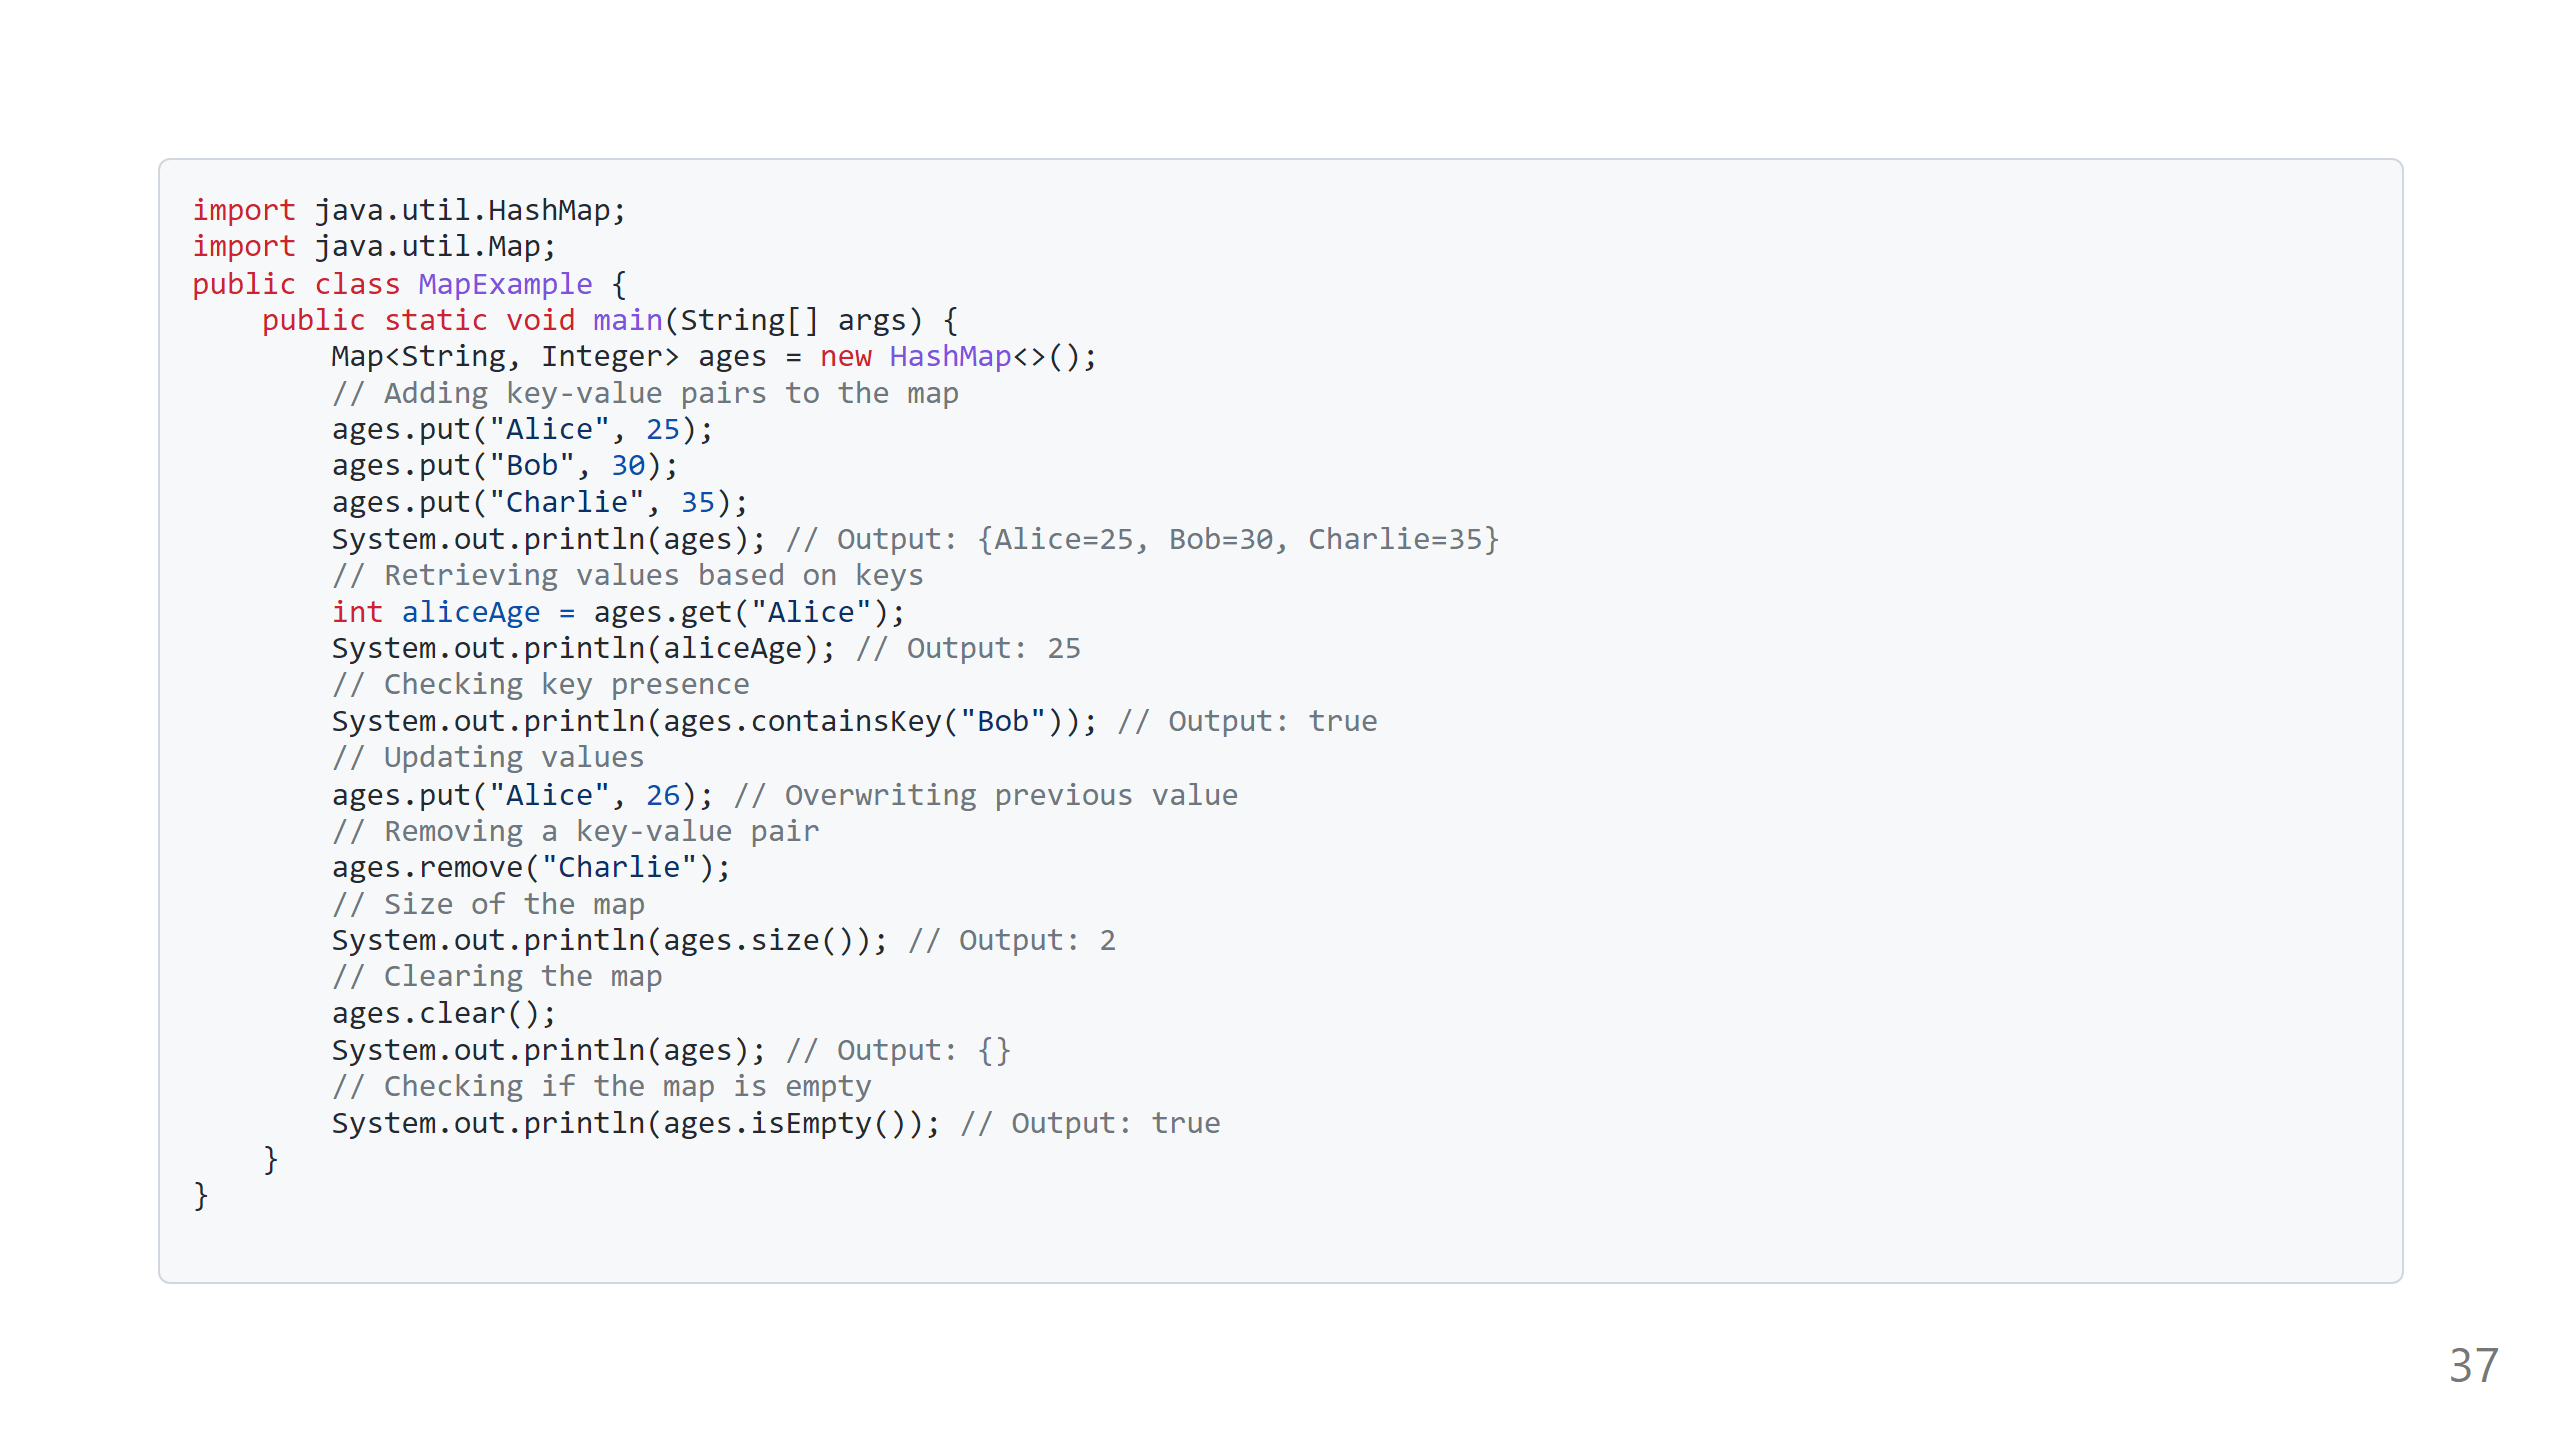 import java.util.HashMap;
import java.util.Map;
public class MapExample {
    public static void main(String[] args) {
        Map<String, Integer> ages = new HashMap<>();
        // Adding key-value pairs to the map
        ages.put("Alice", 25);
        ages.put("Bob", 30);
        ages.put("Charlie", 35);
        System.out.println(ages); // Output: {Alice=25, Bob=30, Charlie=35}
        // Retrieving values based on keys
        int aliceAge = ages.get("Alice");
        System.out.println(aliceAge); // Output: 25
        // Checking key presence
        System.out.println(ages.containsKey("Bob")); // Output: true
        // Updating values
        ages.put("Alice", 26); // Overwriting previous value
        // Removing a key-value pair
        ages.remove("Charlie");
        // Size of the map
        System.out.println(ages.size()); // Output: 2
        // Clearing the map
        ages.clear();
        System.out.println(ages); // Output: {}
        // Checking if the map is empty
        System.out.println(ages.isEmpty()); // Output: true
    }
}
37